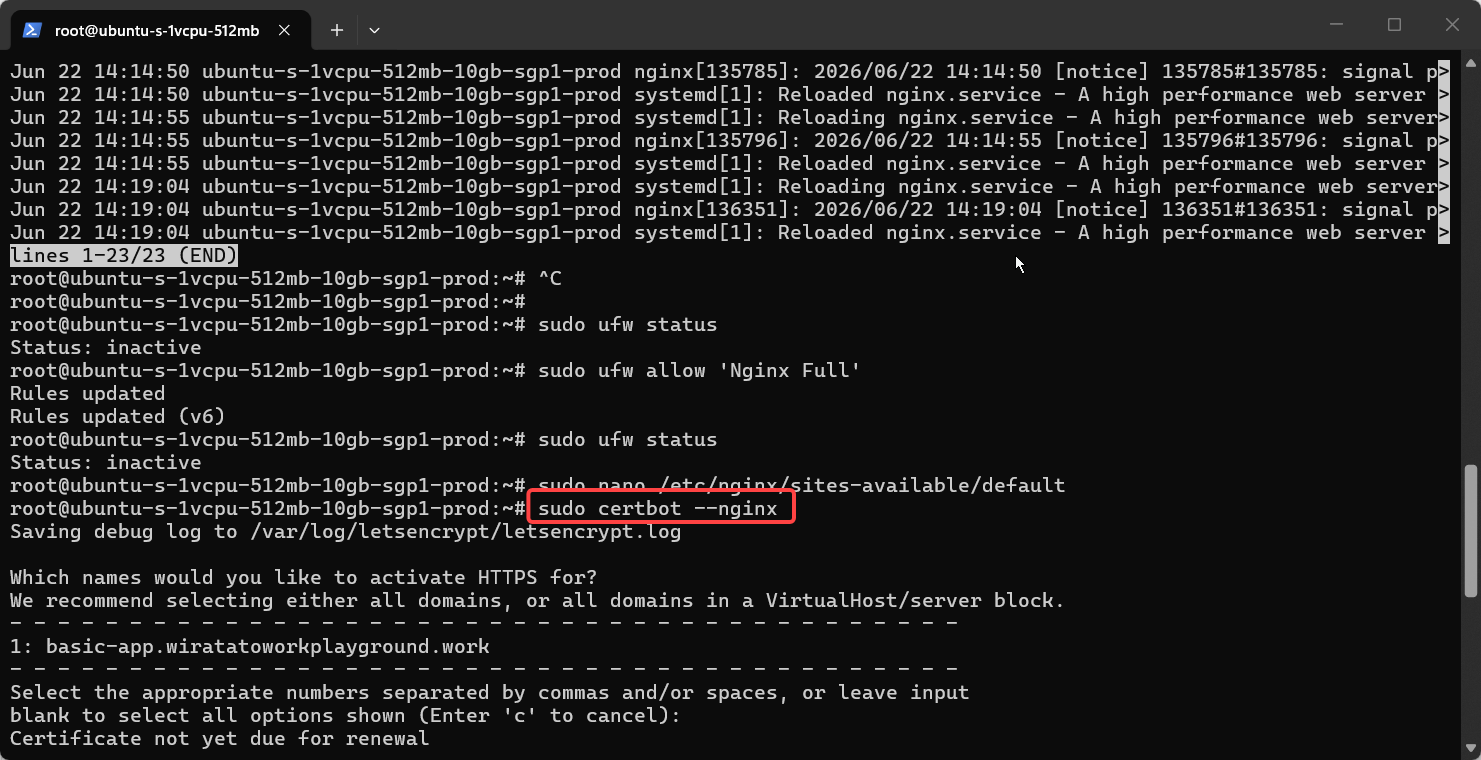 root@ubuntu-s-1vcpu-512mb
Jun 22 14:14:50 ubuntu-s-1vcpu-512mb-10gb-sgp1-prod nginx[135785]: 2026/06/22 14:14:50 [notice] 135785#135785: signal p>
Jun 22 14:14:50 ubuntu-s-1vcpu-512mb-10gb-sgp1-prod systemd[1]: Reloaded nginx.service - A high performance web server >
Jun 22 14:14:55 ubuntu-s-1vcpu-512mb-10gb-sgp1-prod systemd[1]: Reloading nginx.service - A high performance web server>
Jun 22 14:14:55 ubuntu-s-1vcpu-512mb-10gb-sgp1-prod nginx[135796]: 2026/06/22 14:14:55 [notice] 135796#135796: signal p>
Jun 22 14:14:55 ubuntu-s-1vcpu-512mb-10gb-sgp1-prod systemd[1]: Reloaded nginx.service - A high performance web server >
Jun 22 14:19:04 ubuntu-s-1vcpu-512mb-10gb-sgp1-prod systemd[1]: Reloading nginx.service - A high performance web server>
Jun 22 14:19:04 ubuntu-s-1vcpu-512mb-10gb-sgp1-prod nginx[136351]: 2026/06/22 14:19:04 [notice] 136351#136351: signal p>
Jun 22 14:19:04 ubuntu-s-1vcpu-512mb-10gb-sgp1-prod systemd[1]: Reloaded nginx.service - A high performance web server >
lines 1-23/23 (END)
root@ubuntu-s-1vcpu-512mb-10gb-sgp1-prod:~# ^C
root@ubuntu-s-1vcpu-512mb-10gb-sgp1-prod:~#
root@ubuntu-s-1vcpu-512mb-10gb-sgp1-prod:~# sudo ufw status
Status: inactive
root@ubuntu-s-1vcpu-512mb-10gb-sgp1-prod:~# sudo ufw allow 'Nginx Full'
Rules updated
Rules updated (v6)
root@ubuntu-s-1vcpu-512mb-10gb-sgp1-prod:~# sudo ufw status
Status: inactive
root@ubuntu-s-1vcpu-512mb-10gb-sgp1-prod:~# sudo nano /etc/nginx/sites-available/default
root@ubuntu-s-1vcpu-512mb-10gb-sgp1-prod:~# sudo certbot --nginx
Saving debug log to /var/log/letsencrypt/letsencrypt.log
Which names would you like to activate HTTPS for?
We recommend selecting either all domains, or all domains in a VirtualHost/server block.
- - - - - - - - - - - - - - - - - - - - - - - - - - - - - - - - - - - - - - - -
1: basic-app.wiratatoworkplayground.work
- - - - - - - - - - - - - - - - - - - - - - - - - - - - - - - - - - - - - - - -
Select the appropriate numbers separated by commas and/or spaces, or leave input
blank to select all options shown (Enter 'c' to cancel):
Certificate not yet due for renewal